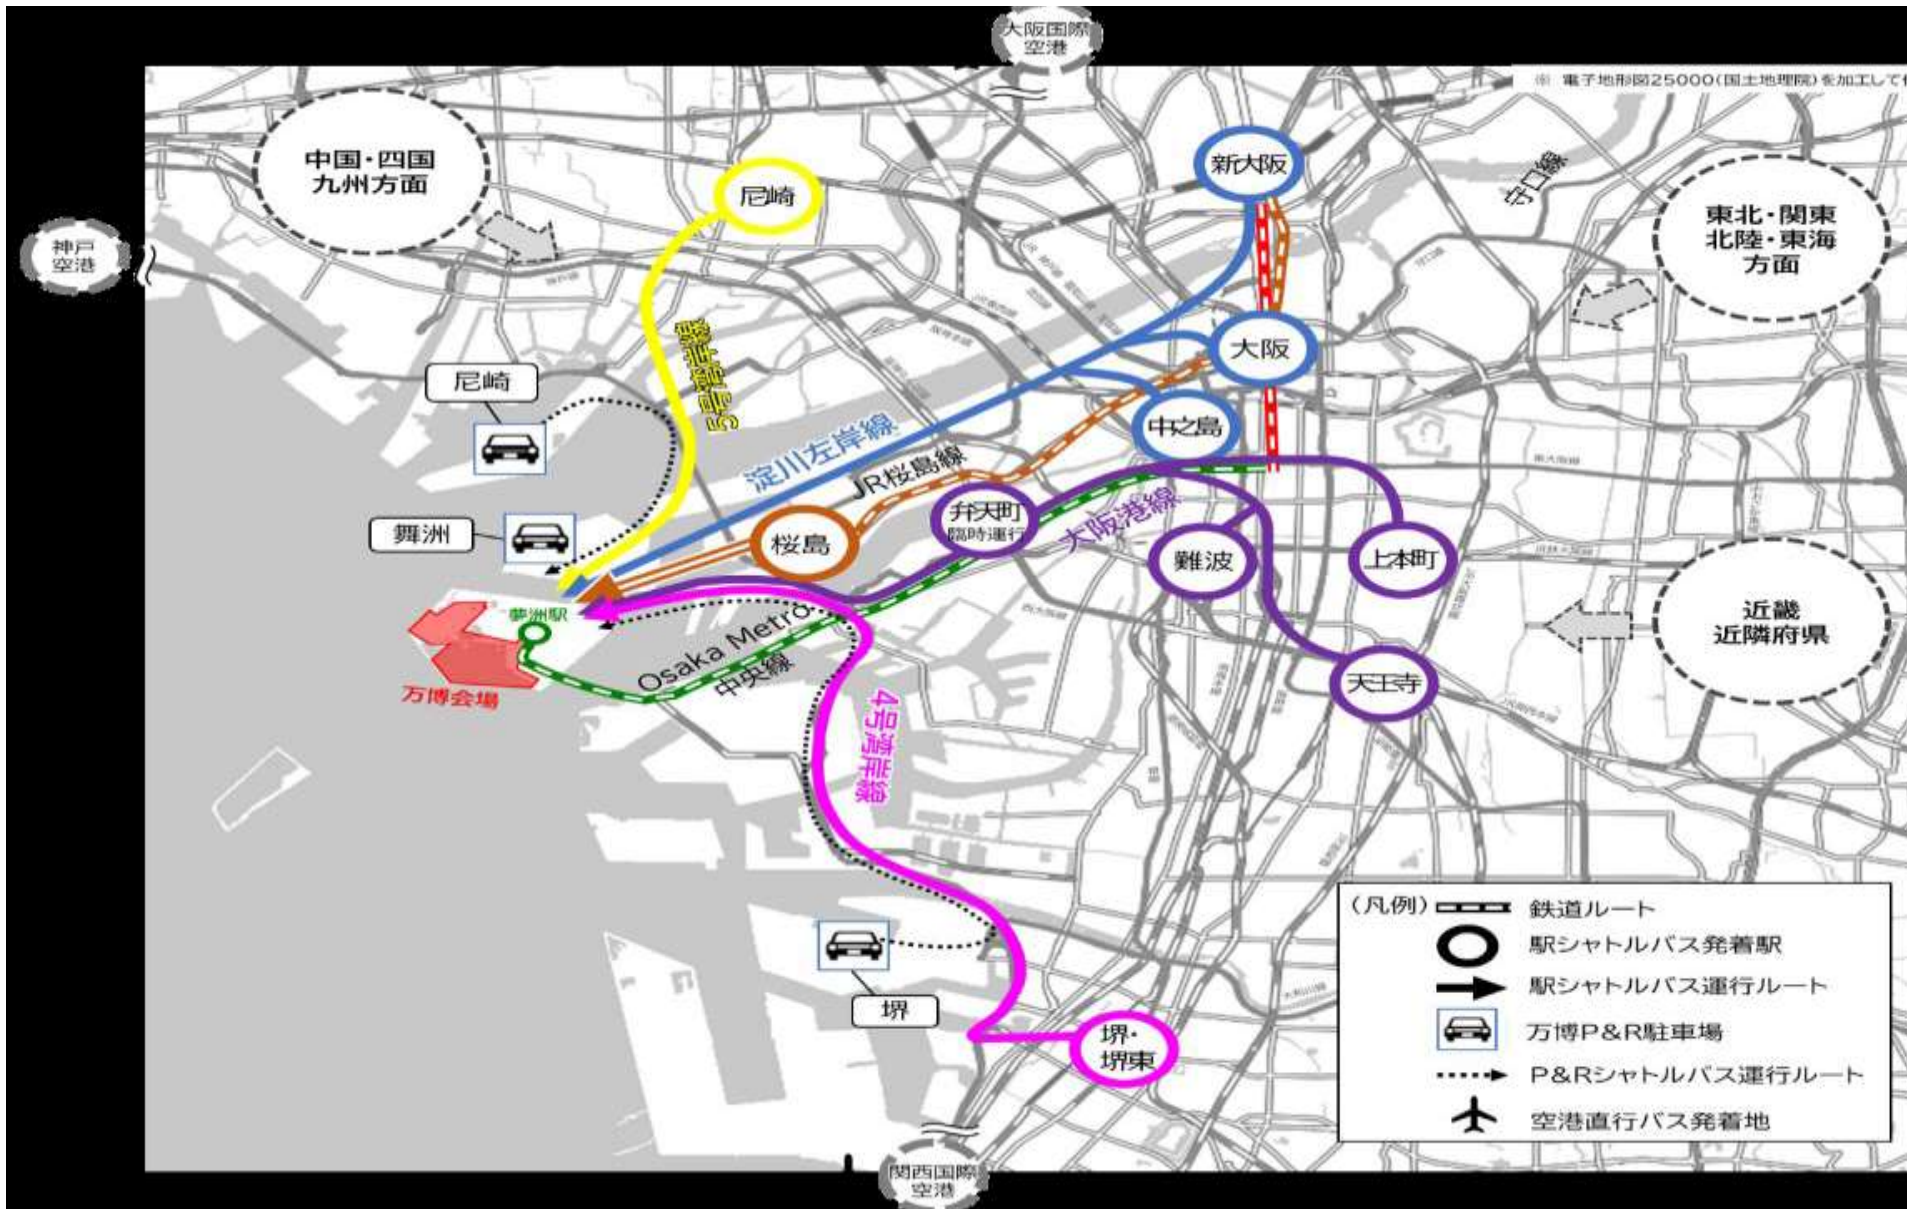 大阪国際
空港
※ 電子地形図25000(国土地理院)を加工して
中国・四国
九州方面
尼崎
新大阪
守口線
東北・関東
北陸・東海
方面
神戸
空港
5号湾岸線
大阪
尼崎
中之島
淀川左岸線
JR桜島線
舞洲
桜島
弁天町
臨時運行
大阪港線
難波
上本町
夢洲駅
近畿
近隣府県
Osaka Metro
中央線
万博会場
天王寺
4号湾岸線
(凡例)
鉄道ルート
駅シャトルバス発着駅
駅シャトルバス運行ルート
万博P&R駐車場
P&Rシャトルバス運行ルート
空港直行バス発着地
堺
堺・
堺東
関西国際
空港